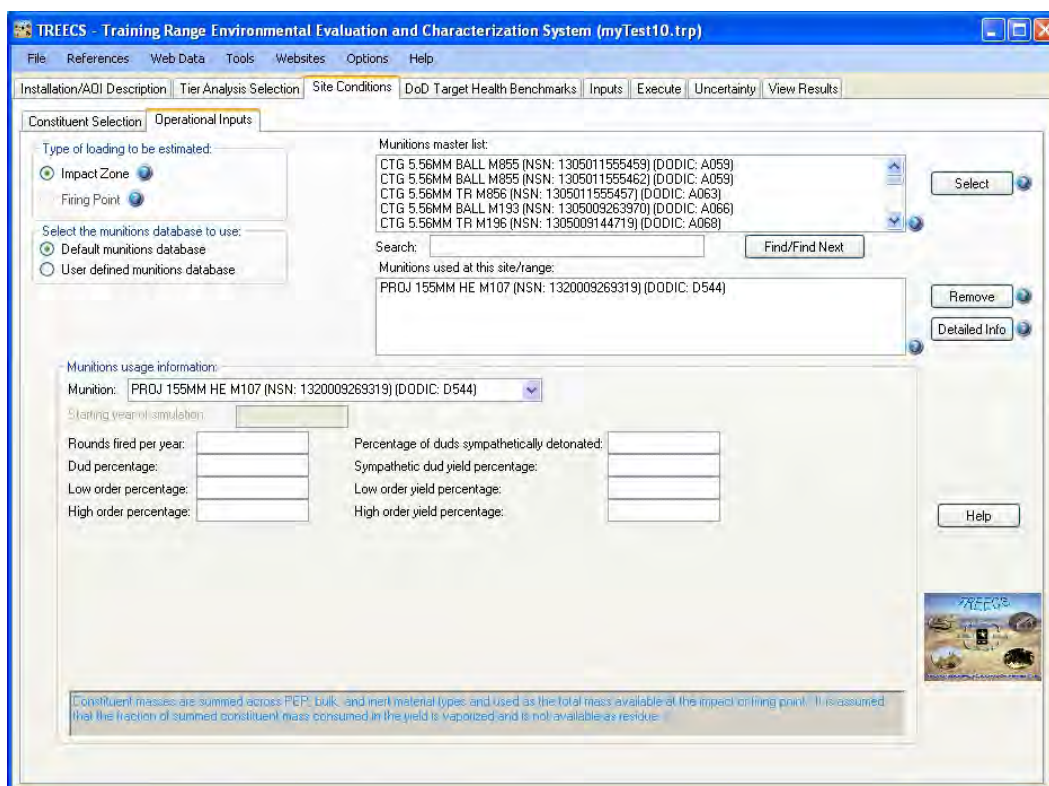 TREECS - Training Range Environmental Evaluation and Characterization System (myTest10.trp)
File References Web Data Tools Websites Options Help
Installation/AOI Description Tier Analysis Selection Site Conditions DoD Target Health Benchmarks Inputs Execute Uncertainty View Results
Constituent Selection Operational Inputs
Type of loading to be estimated:
Impact Zone
Firing Point
Select the munitions database to use:
Default munitions database
User defined munitions database
Munitions master list:
CTG 5.56MM BALL M855 (NSN: 1305011555459) (DODIC: A059)
CTG 5.56MM BALL M855 (NSN: 1305011555462) (DODIC: A059)
CTG 5.56MM TR M856 (NSN: 1305011555457) (DODIC: A063)
CTG 5.56MM BALL M193 (NSN: 1305009263970) (DODIC: A066)
CTG 5.56MM TR M196 (NSN: 1305009144719) (DODIC: A068)
Select
Search: Find/Find Next
Munitions used at this site/range:
PROJ 155MM HE M107 (NSN: 1320009269319) (DODIC: D544)
Remove
Detailed Info
Munitions usage information:
Munition: PROJ 155MM HE M107 (NSN: 1320009269319) (DODIC: D544)
Starting year of simulation:
Rounds fired per year: Percentage of duds sympathetically detonated:
Dud percentage: Sympathetic dud yield percentage:
Low order percentage: Low order yield percentage:
High order percentage: High order yield percentage:
Help
TREECS
Constituent masses are summed across PEP, bulk, and inert material types and used as the total mass available at the impact or firing point. It is assumed
that the fraction of summed constituent mass consumed in the yield is vaporized and is not available as residue.